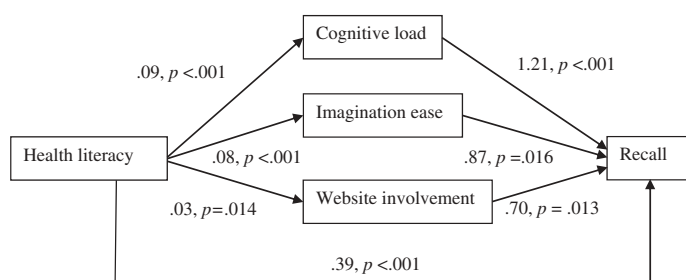 Cognitive load
.09, p <.001
1.21, p <.001
Imagination ease
Health literacy
.08, p <.001
.87, p =.016
Recall
Website involvement
.03, p=.014
.70, p = .013
.39, p <.001